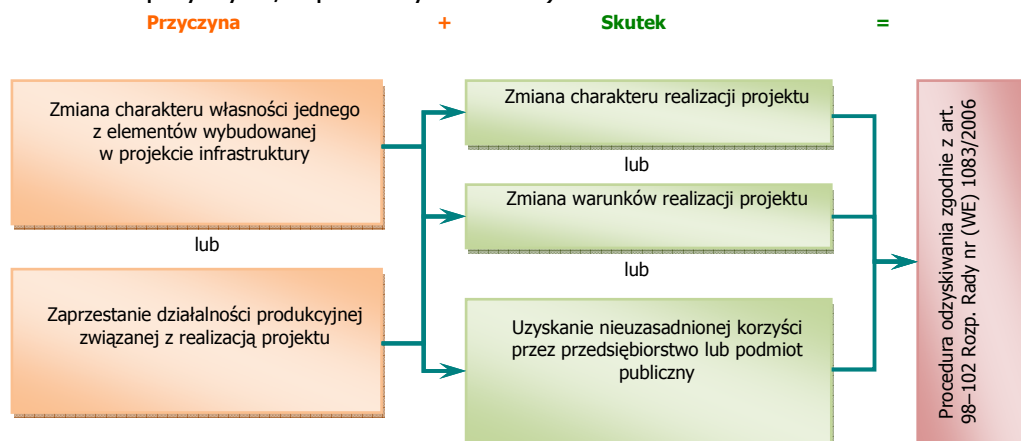 Przyczyna + Skutek =
Zmiana charakteru własności jednego
z elementów wybudowanej
w projekcie infrastruktury
lub
Zaprzestanie działalności produkcyjnej
związanej z realizacją projektu
Zmiana charakteru realizacji projektu
lub
Zmiana warunków realizacji projektu
lub
Uzyskanie nieuzasadnionej korzyści
przez przedsiębiorstwo lub podmiot
publiczny
Procedura odzyskiwania zgodnie z art.
98–102 Rozp. Rady nr (WE) 1083/2006